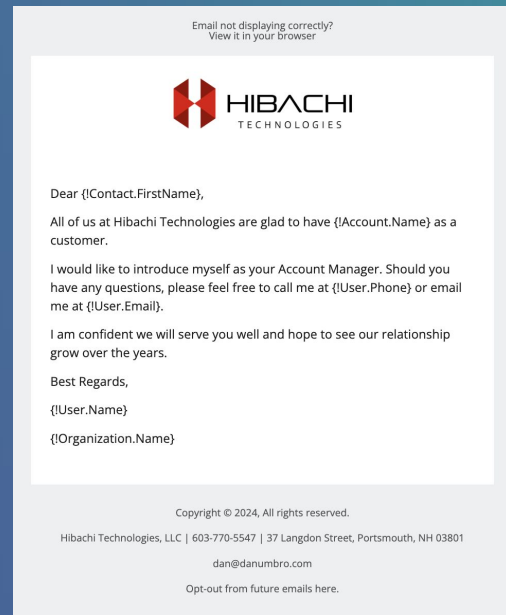 Email not displaying correctly?
View it in your browser
HIBACHI
TECHNOLOGIES
Dear {!Contact.FirstName},
All of us at Hibachi Technologies are glad to have {!Account.Name} as a
customer.
I would like to introduce myself as your Account Manager. Should you
have any questions, please feel free to call me at {!User.Phone} or email
me at {!User.Email}.
I am confident we will serve you well and hope to see our relationship
grow over the years.
Best Regards,
{!User.Name}
{!Organization.Name}
Copyright © 2024, All rights reserved.
Hibachi Technologies, LLC | 603-770-5547 | 37 Langdon Street, Portsmouth, NH 03801
dan@danumbro.com
Opt-out from future emails here.